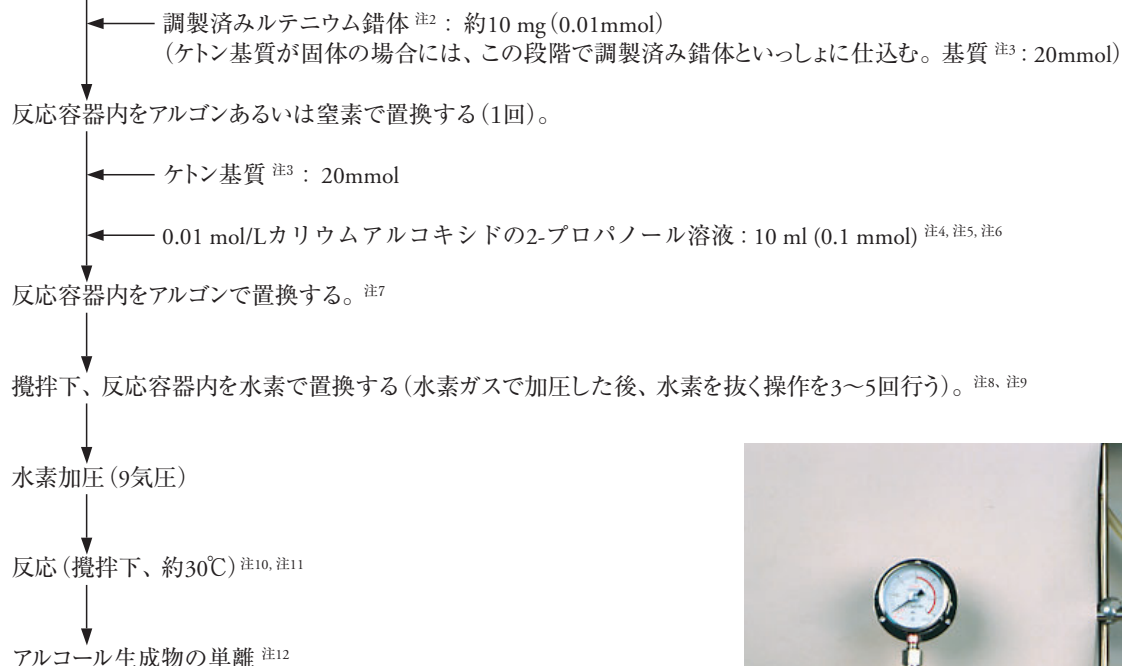 調製済みルテニウム錯体 注2 : 約10 mg (0.01mmol)
(ケトン基質が固体の場合には、この段階で調製済み錯体といっしょに仕込む。基質 注3 : 20mmol)
反応容器内をアルゴンあるいは窒素で置換する (1回)。
ケトン基質 注3 : 20mmol
0.01 mol/Lカリウムアルコキシドの2-プロパノール溶液 : 10 ml (0.1 mmol) 注4, 注5, 注6
反応容器内をアルゴンで置換する。 注7
攪拌下、反応容器内を水素で置換する (水素ガスで加圧した後、水素を抜く操作を3〜5回行う)。 注8、注9
水素加圧 (9気圧)
反応 (攪拌下、約30℃) 注10, 注11
アルコール生成物の単離 注12